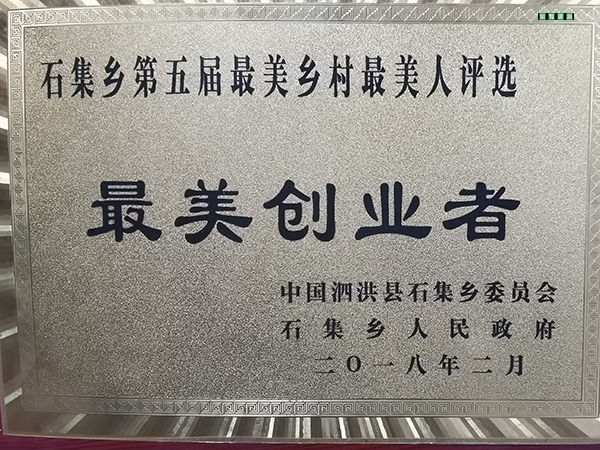 石集乡第五届最美乡村最美人评选
最美创业者
中国泗洪县石集乡委员会
石集乡人民政府
二〇一八年二月